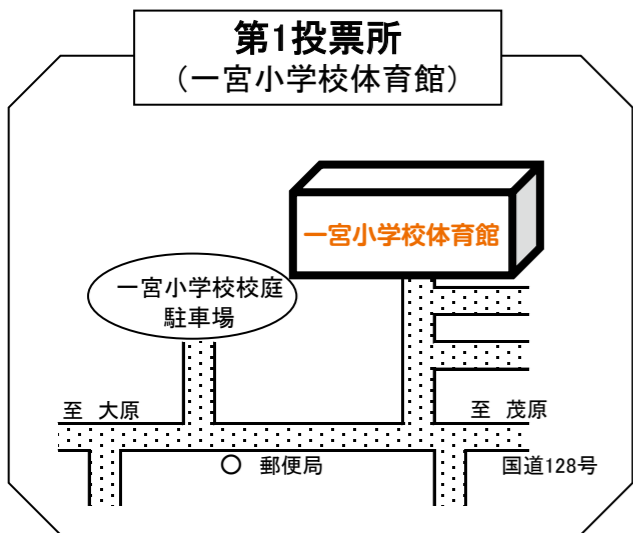 第1投票所
（一宮小学校体育館）
一宮小学校体育館
一宮小学校校庭
駐車場
至 大原
至 茂原
郵便局
国道128号